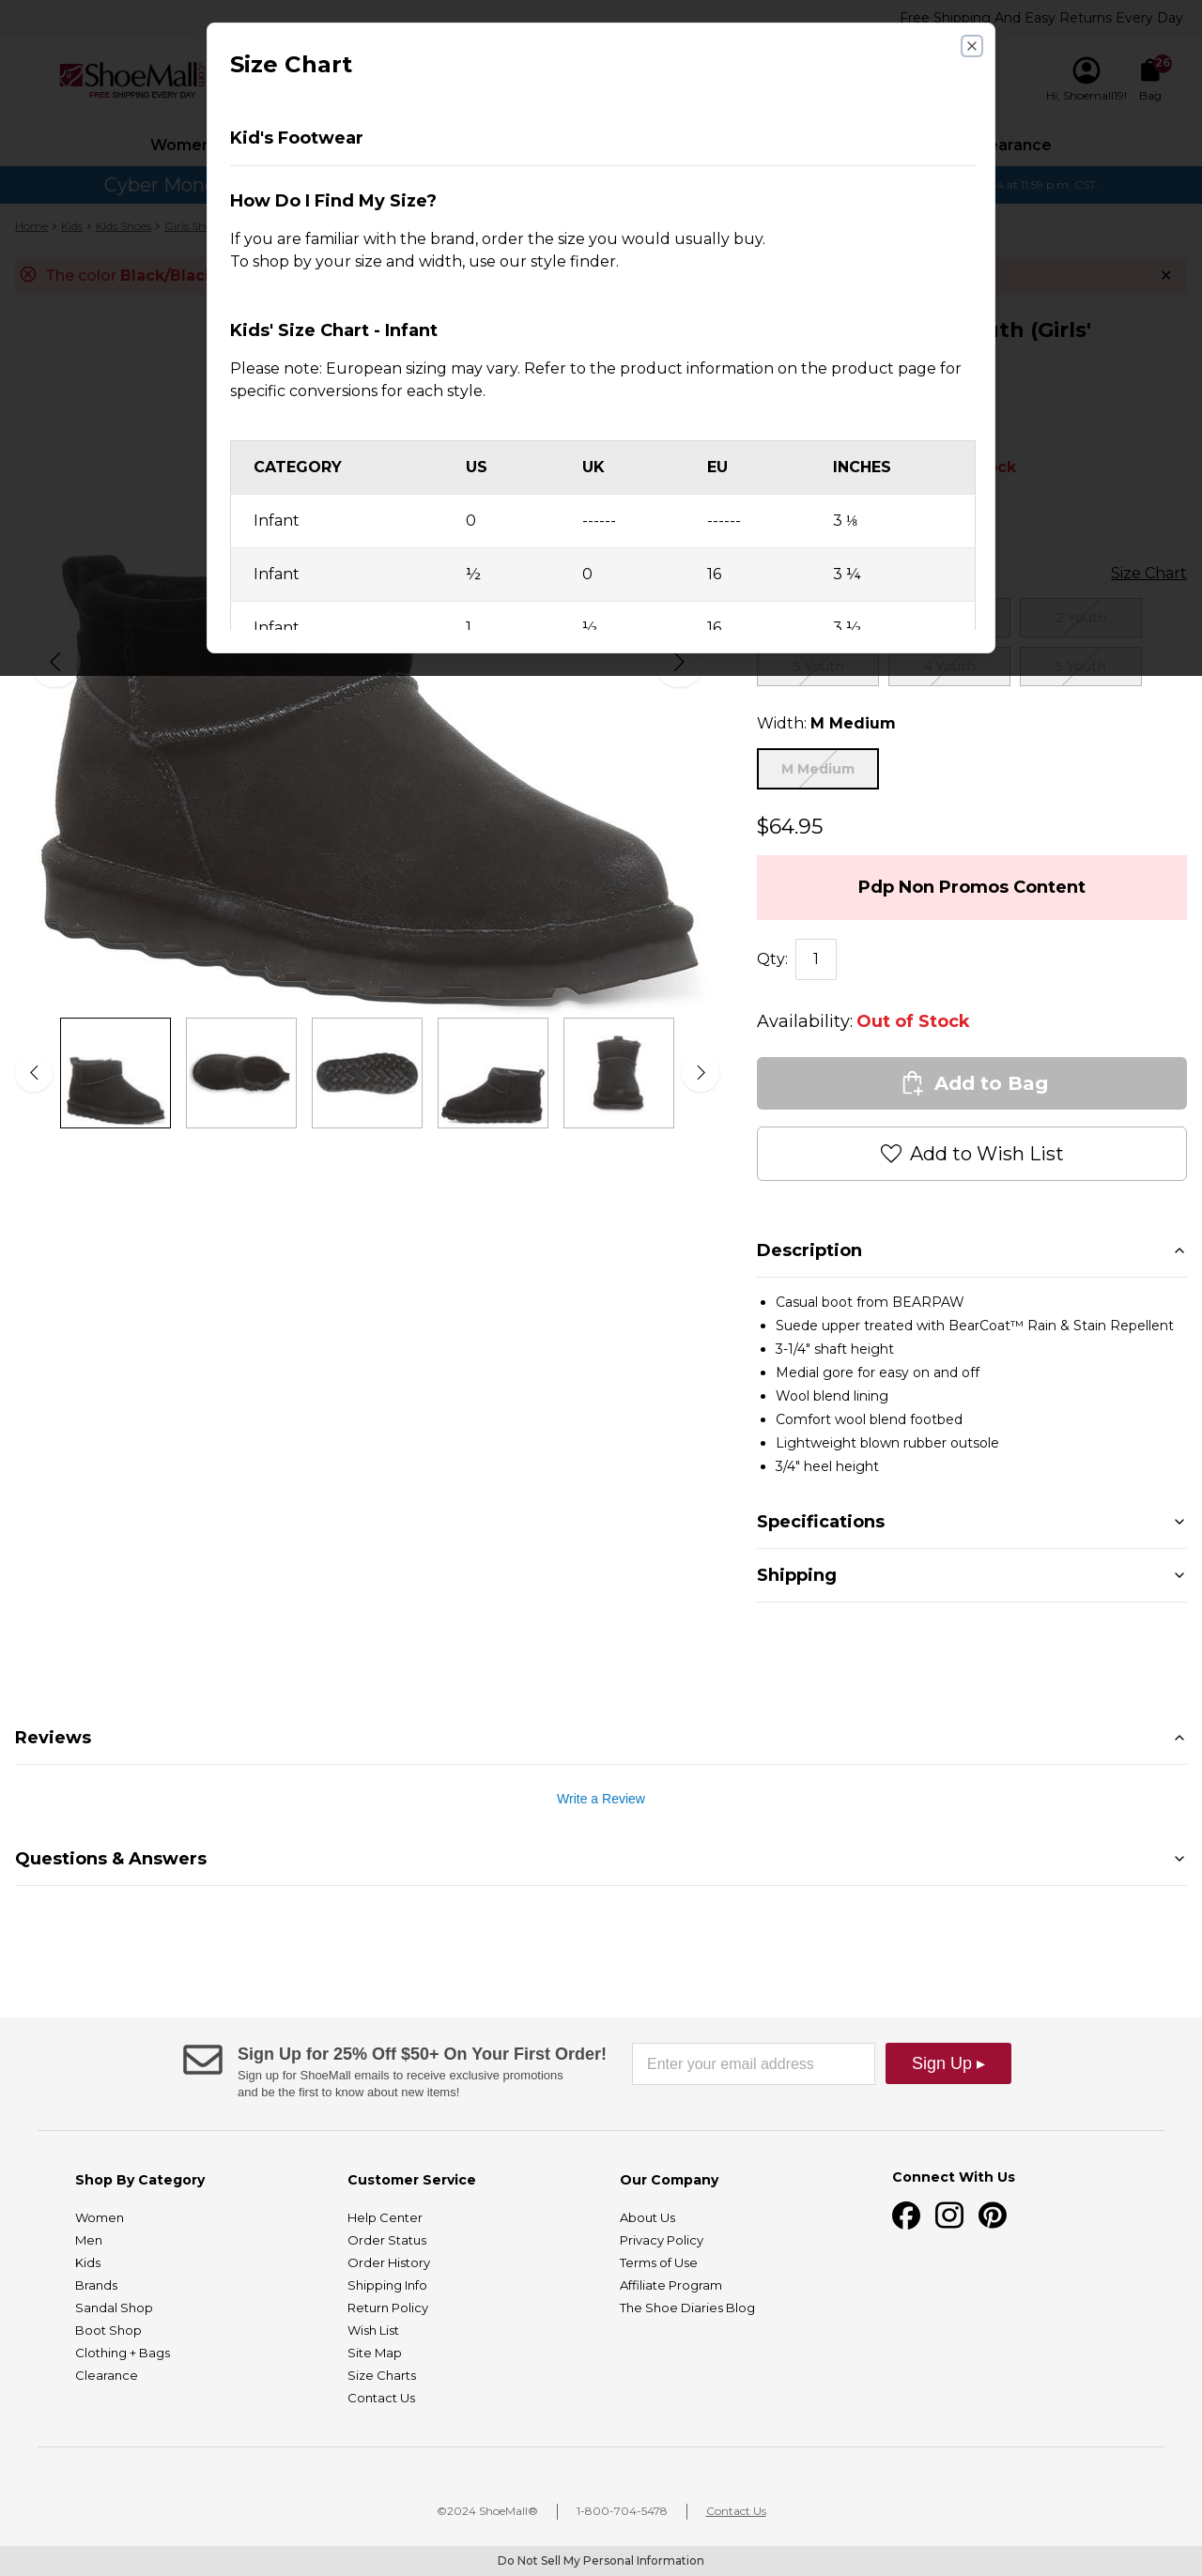 Free Shipping And Easy Returns Every Day
ShoeMall.com
FREE SHIPPING EVERY DAY
Hi, Shoemall19!
26
Bag
Cyber
4 at 11:59 p.m. CST.
Home > Kids > Kids Shoes > Girls
The color Black/Black
(Girls'
Size Chart
Kid's Footwear
How Do I Find My Size?
If you are familiar with the brand, order the size you would usually buy.
To shop by your size and width, use our style finder.
Kids' Size Chart - Infant
Please note: European sizing may vary. Refer to the product information on the product page for
specific conversions for each style.
CATEGORY US UK EU INCHES
Infant 0 ------ ------ 3 ⅛
Infant ½ 0 16 3 ¼
Infant 1 ½ 16 3 ½
Size Chart
2 Youth
3 Youth 4 Youth 5 Youth
Width: M Medium
M Medium
$64.95
Pdp Non Promos Content
Qty: 1
Availability: Out of Stock
Add to Bag
Add to Wish List
Description
• Casual boot from BEARPAW
• Suede upper treated with BearCoat™ Rain & Stain Repellent
• 3-1/4" shaft height
• Medial gore for easy on and off
• Wool blend lining
• Comfort wool blend footbed
• Lightweight blown rubber outsole
• 3/4" heel height
Specifications
Shipping
Reviews
Write a Review
Questions & Answers
Sign Up for 25% Off $50+ On Your First Order!
Sign up for ShoeMall emails to receive exclusive promotions
and be the first to know about new items!
Enter your email address
Sign Up ▸
Shop By Category
Women
Men
Kids
Brands
Sandal Shop
Boot Shop
Clothing + Bags
Clearance
Customer Service
Help Center
Order Status
Order History
Shipping Info
Return Policy
Wish List
Site Map
Size Charts
Contact Us
Our Company
About Us
Privacy Policy
Terms of Use
Affiliate Program
The Shoe Diaries Blog
Connect With Us
©2024 ShoeMall® | 1-800-704-5478 | Contact Us
Do Not Sell My Personal Information